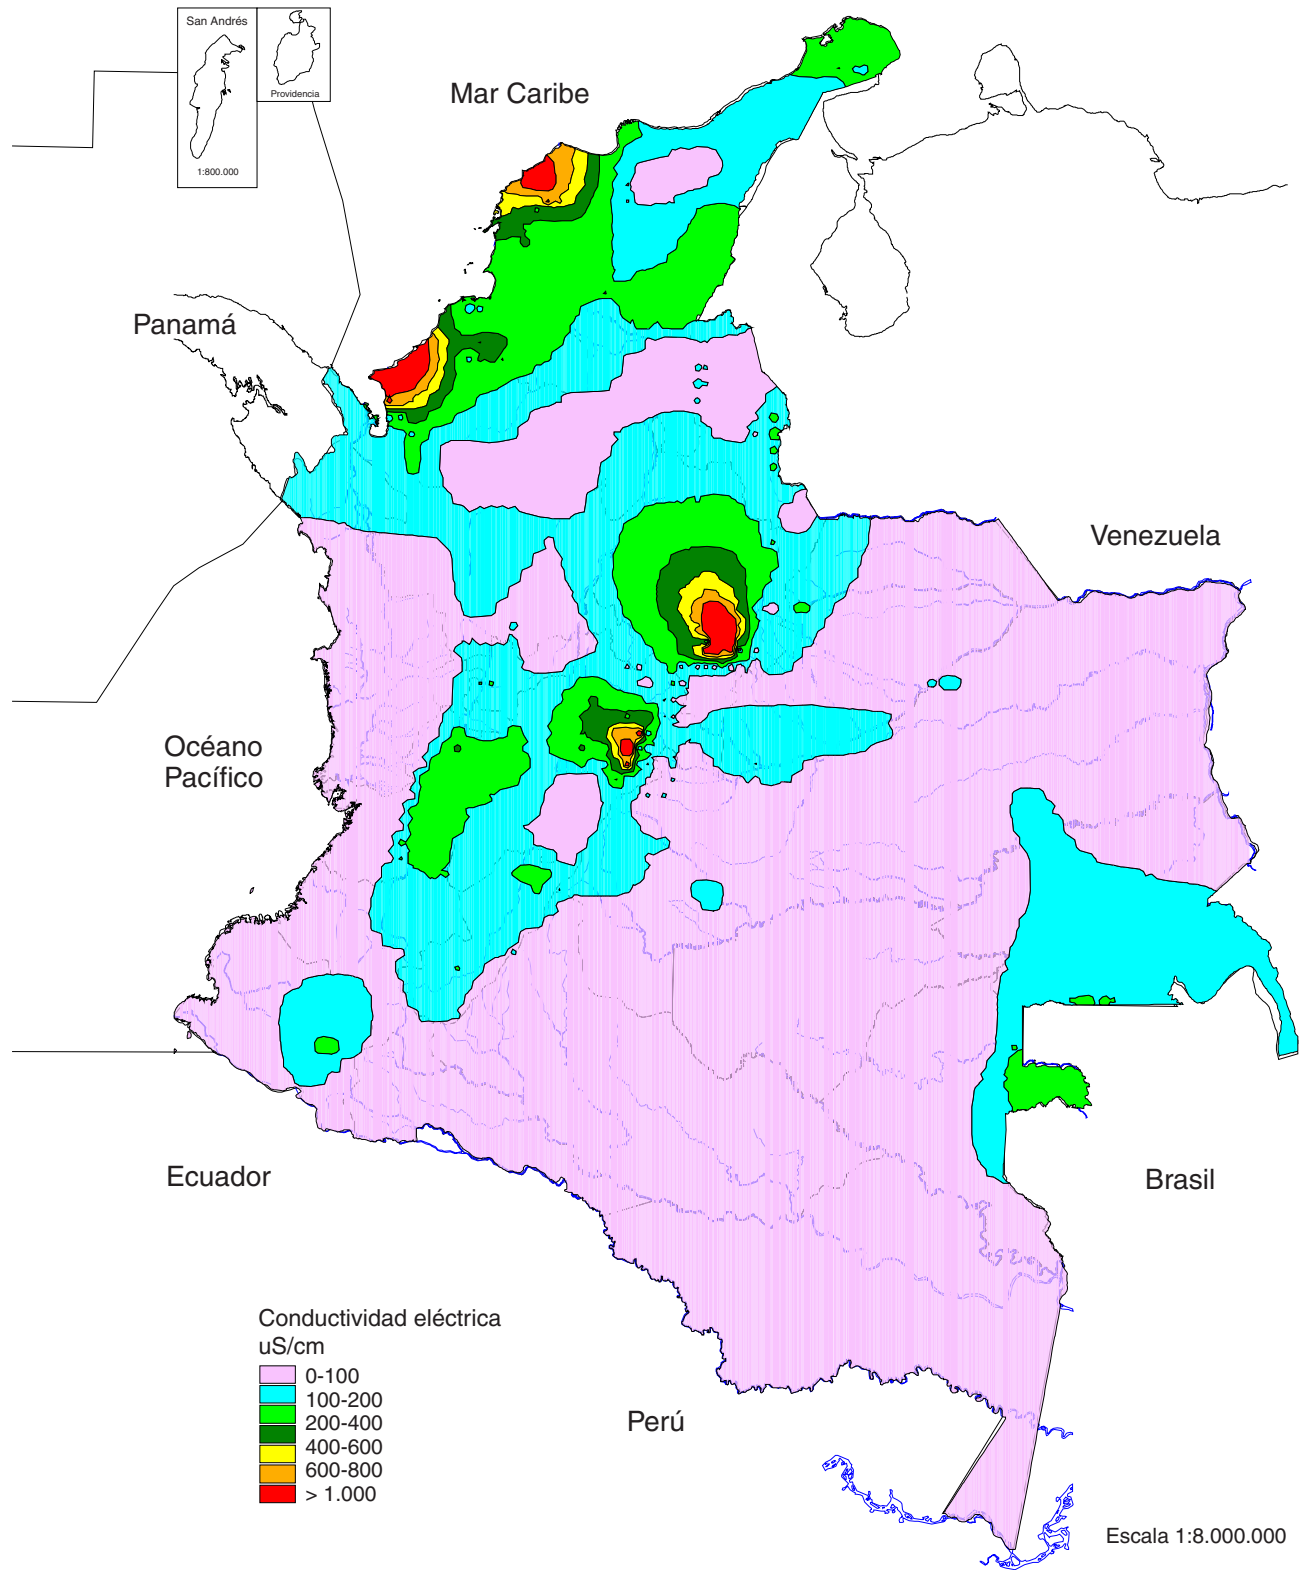 San Andrés
Providencia
1:800.000
Mar Caribe
Panamá
Venezuela
Océano
Pacífico
Ecuador
Brasil
Perú
Conductividad eléctrica
uS/cm
0-100
100-200
200-400
400-600
600-800
> 1.000
Escala 1:8.000.000